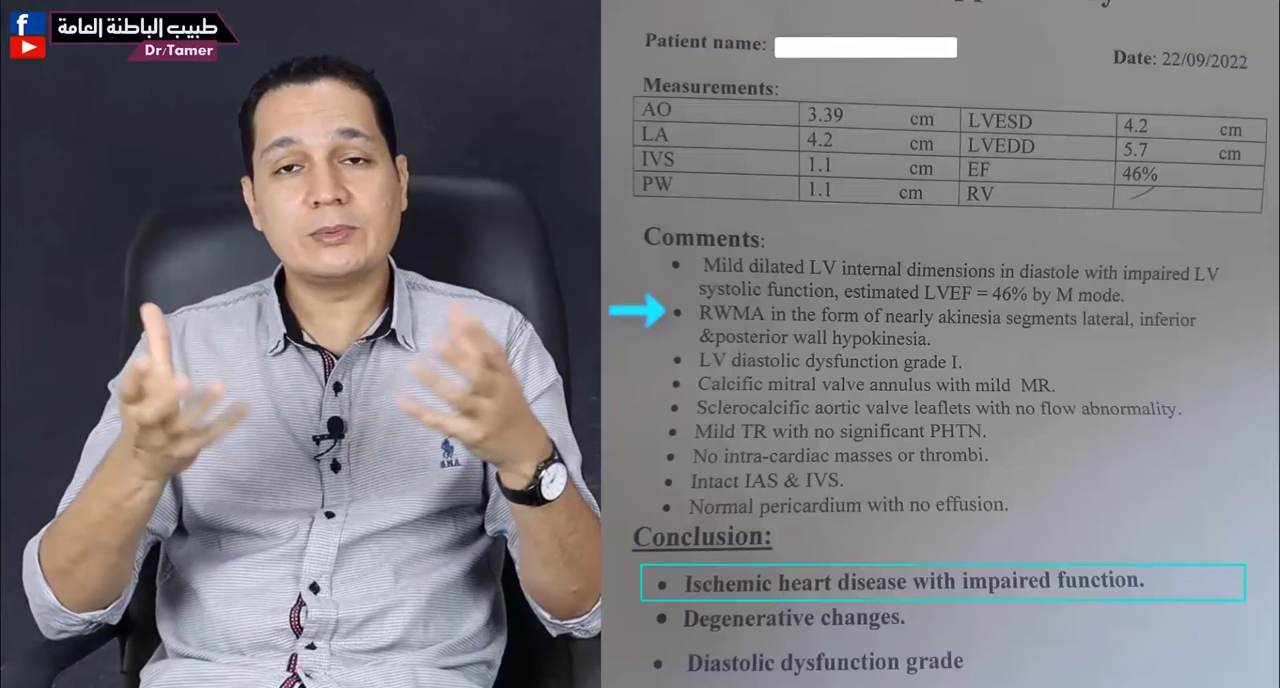 طبيب الباطنة العامة
Dr/Tamer
Patient name:
Date: 22/09/2022
Measurements:
AO 3.39 cm LVESD 4.2 cm
LA 4.2 cm LVEDD 5.7 cm
IVS 1.1 cm EF 46%
PW 1.1 cm RV
Comments:
• Mild dilated LV internal dimensions in diastole with impaired LV
systolic function, estimated LVEF = 46% by M mode.
• RWMA in the form of nearly akinesia segments lateral, inferior
&posterior wall hypokinesia.
• LV diastolic dysfunction grade I.
• Calcific mitral valve annulus with mild MR.
• Sclerocalcific aortic valve leaflets with no flow abnormality.
• Mild TR with no significant PHTN.
• No intra-cardiac masses or thrombi.
• Intact IAS & IVS.
• Normal pericardium with no effusion.
Conclusion:
• Ischemic heart disease with impaired function.
• Degenerative changes.
• Diastolic dysfunction grade